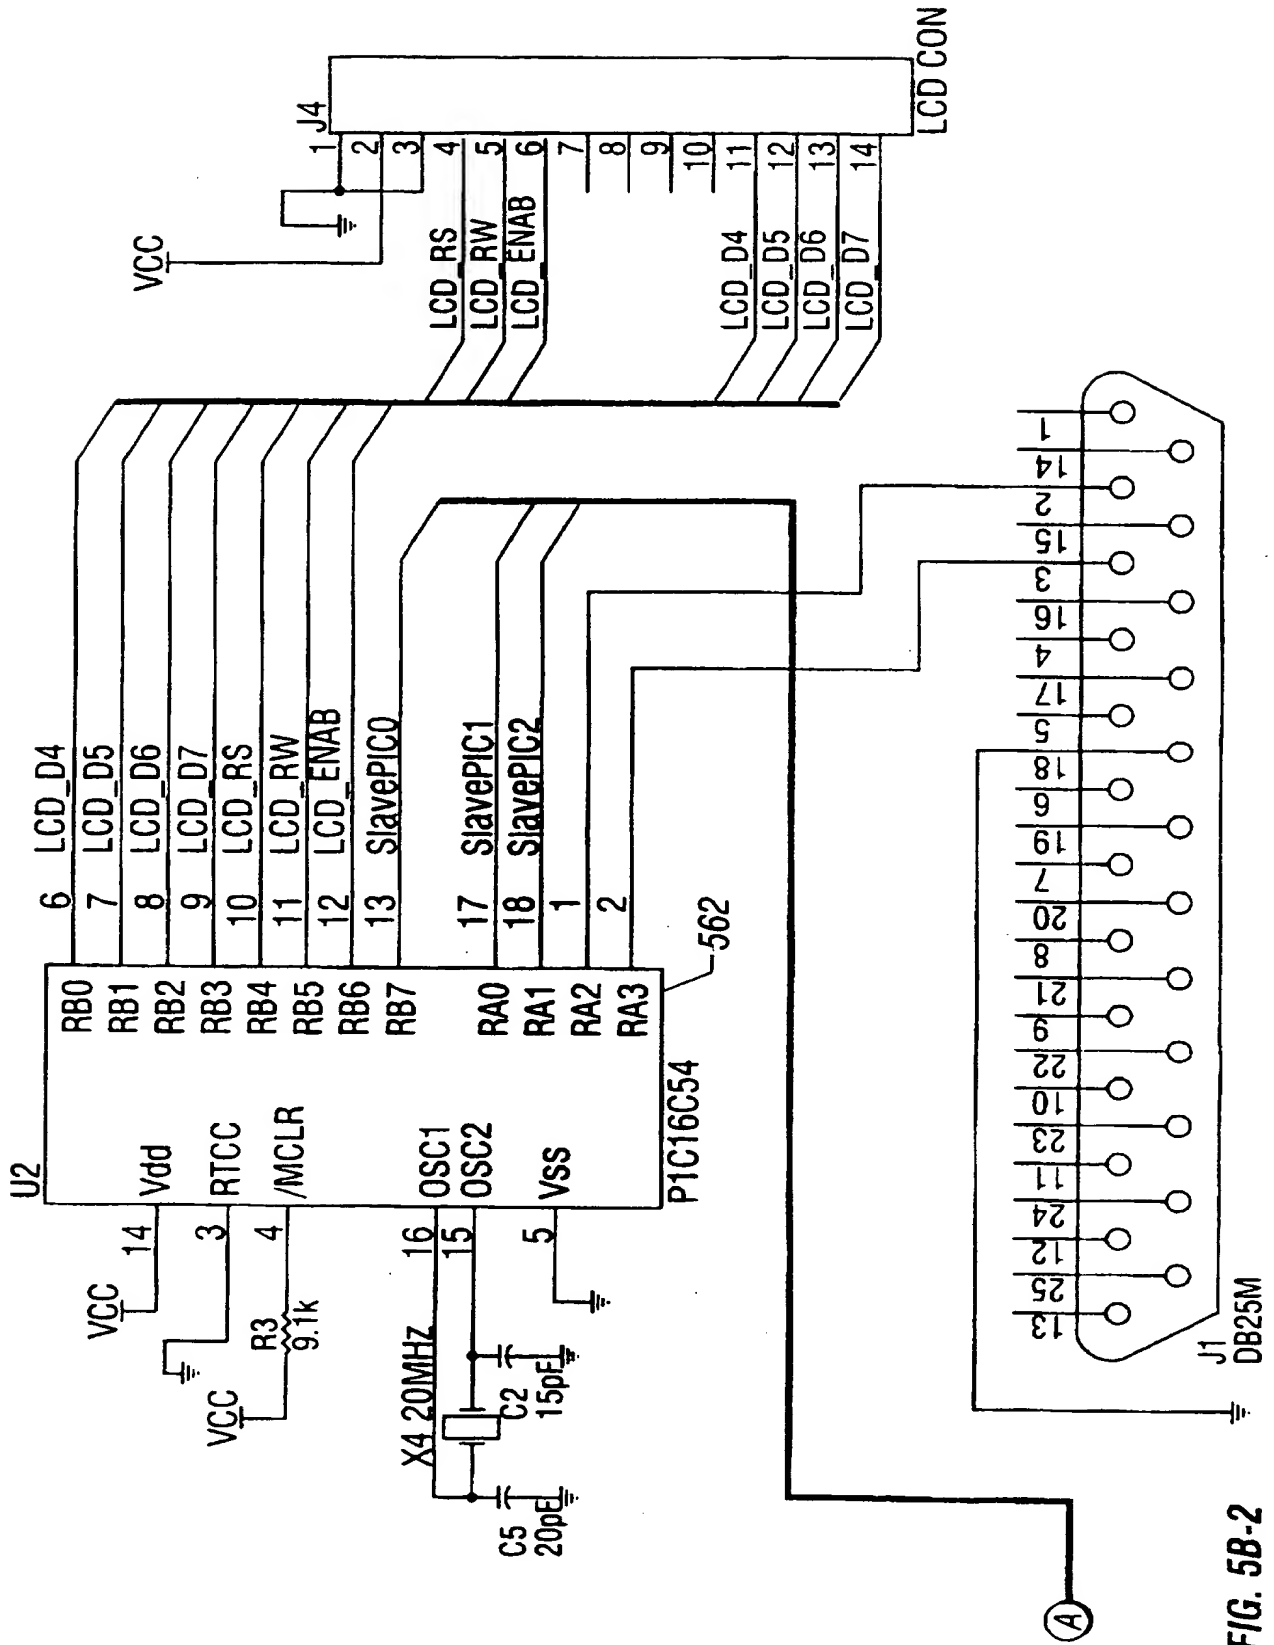 U2
P1C16C54
562
VCC
14
Vdd
3
RTCC
VCC
R3
9.1k
4
/MCLR
X4 20MHz
16
OSC1
15
OSC2
C5
20pF
C2
15pF
5
VSS
RB0 6 LCD_D4
RB1 7 LCD_D5
RB2 8 LCD_D6
RB3 9 LCD_D7
RB4 10 LCD_RS
RB5 11 LCD_RW
RB6 12 LCD_ENAB
RB7 13 SlavePIC0
RA0 17 SlavePIC1
RA1 18 SlavePIC2
RA2 1
RA3 2
VCC
J4
1
2
3
LCD_RS 4
LCD_RW 5
LCD_ENAB 6
7
8
9
10
LCD_D4 11
LCD_D5 12
LCD_D6 13
LCD_D7 14
LCD CON
13
25
12
24
11
23
10
22
9
21
8
20
7
19
6
18
5
17
4
16
3
15
2
14
1
J1
DB25M
A
FIG. 5B-2